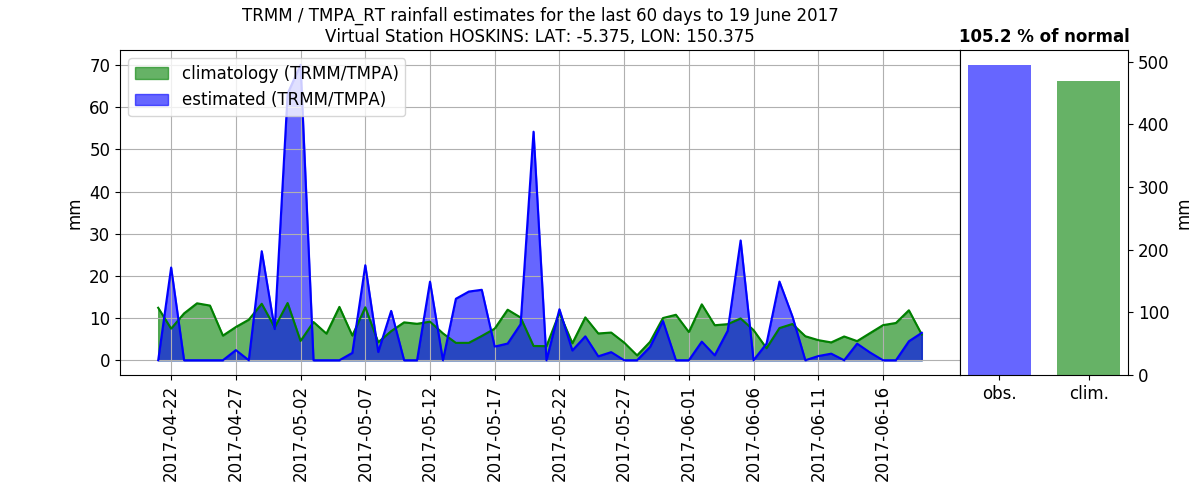 TRMM / TMPA_RT rainfall estimates for the last 60 days to 19 June 2017
Virtual Station HOSKINS: LAT: -5.375, LON: 150.375
105.2 % of normal
climatology (TRMM/TMPA)
estimated (TRMM/TMPA)
mm
70
60
50
40
30
20
10
0
2017-04-22
2017-04-27
2017-05-02
2017-05-07
2017-05-12
2017-05-17
2017-05-22
2017-05-27
2017-06-01
2017-06-06
2017-06-11
2017-06-16
500
400
300
200
100
0
mm
obs.
clim.